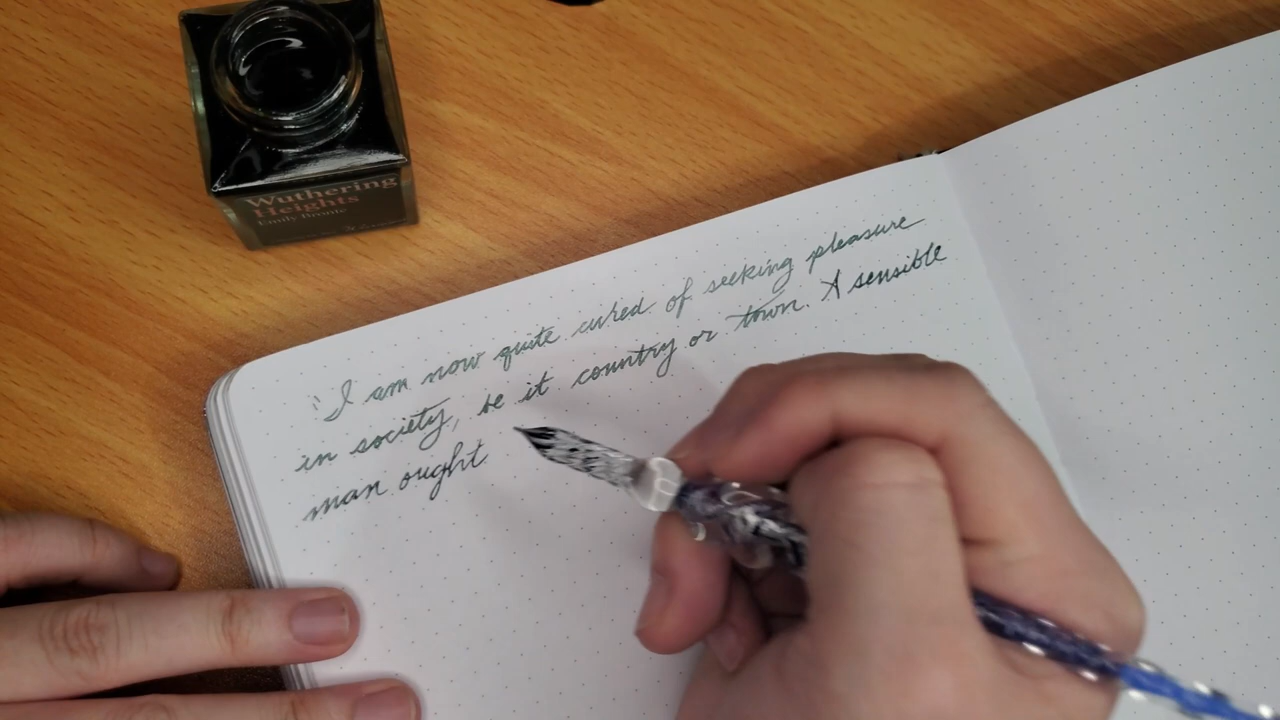 Wuthering
Heights
Emily Brontë
"I am now quite cured of seeking pleasure
in society, be it country or town. A sensible
man ought